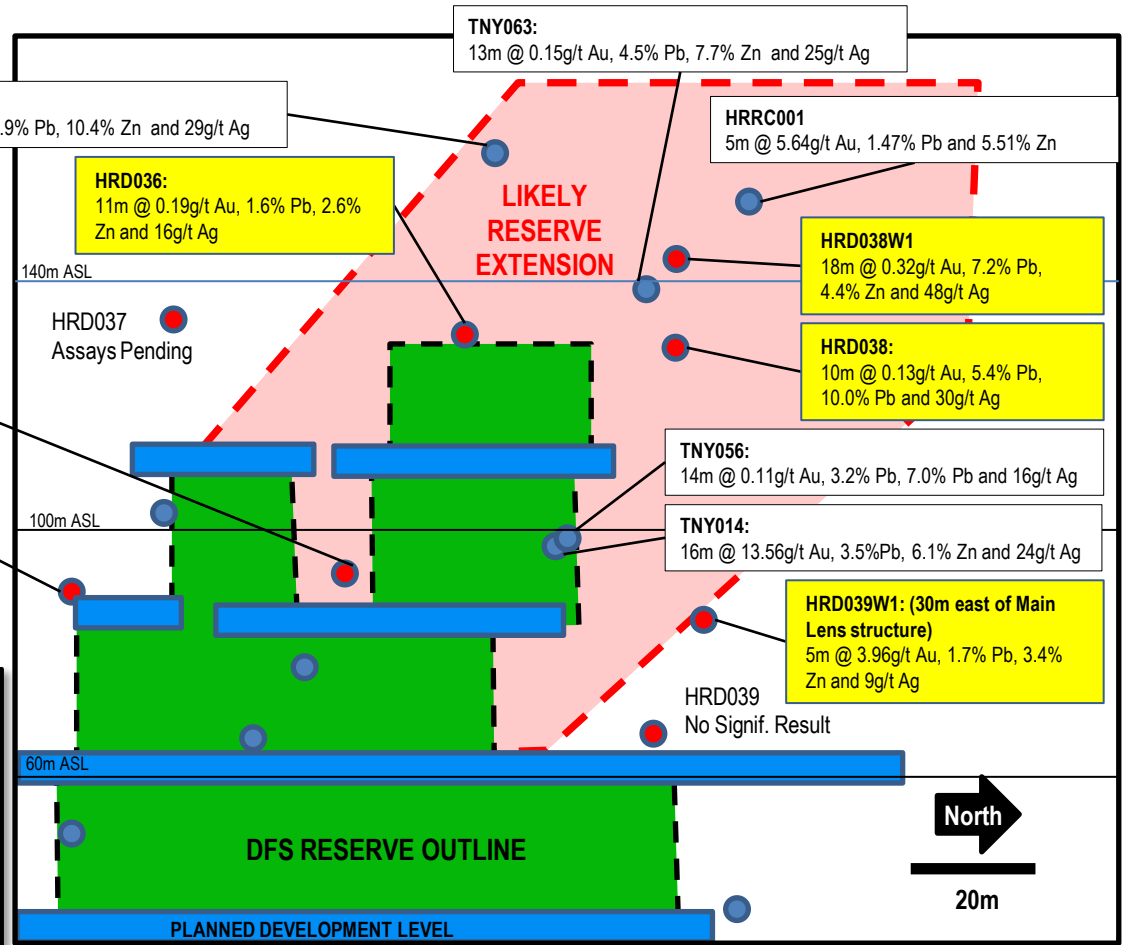 TNY063:
13m @ 0.15g/t Au, 4.5% Pb, 7.7% Zn and 25g/t Ag
.9% Pb, 10.4% Zn and 29g/t Ag
HRRC001
5m @ 5.64g/t Au, 1.47% Pb and 5.51% Zn
HRD036:
11m @ 0.19g/t Au, 1.6% Pb, 2.6%
Zn and 16g/t Ag
LIKELY
RESERVE
EXTENSION
HRD038W1
18m @ 0.32g/t Au, 7.2% Pb,
4.4% Zn and 48g/t Ag
140m ASL
HRD037
Assays Pending
HRD038:
10m @ 0.13g/t Au, 5.4% Pb,
10.0% Pb and 30g/t Ag
TNY056:
14m @ 0.11g/t Au, 3.2% Pb, 7.0% Pb and 16g/t Ag
100m ASL
TNY014:
16m @ 13.56g/t Au, 3.5%Pb, 6.1% Zn and 24g/t Ag
HRD039W1: (30m east of Main
Lens structure)
5m @ 3.96g/t Au, 1.7% Pb, 3.4%
Zn and 9g/t Ag
HRD039
No Signif. Result
60m ASL
North
DFS RESERVE OUTLINE
20m
PLANNED DEVELOPMENT LEVEL